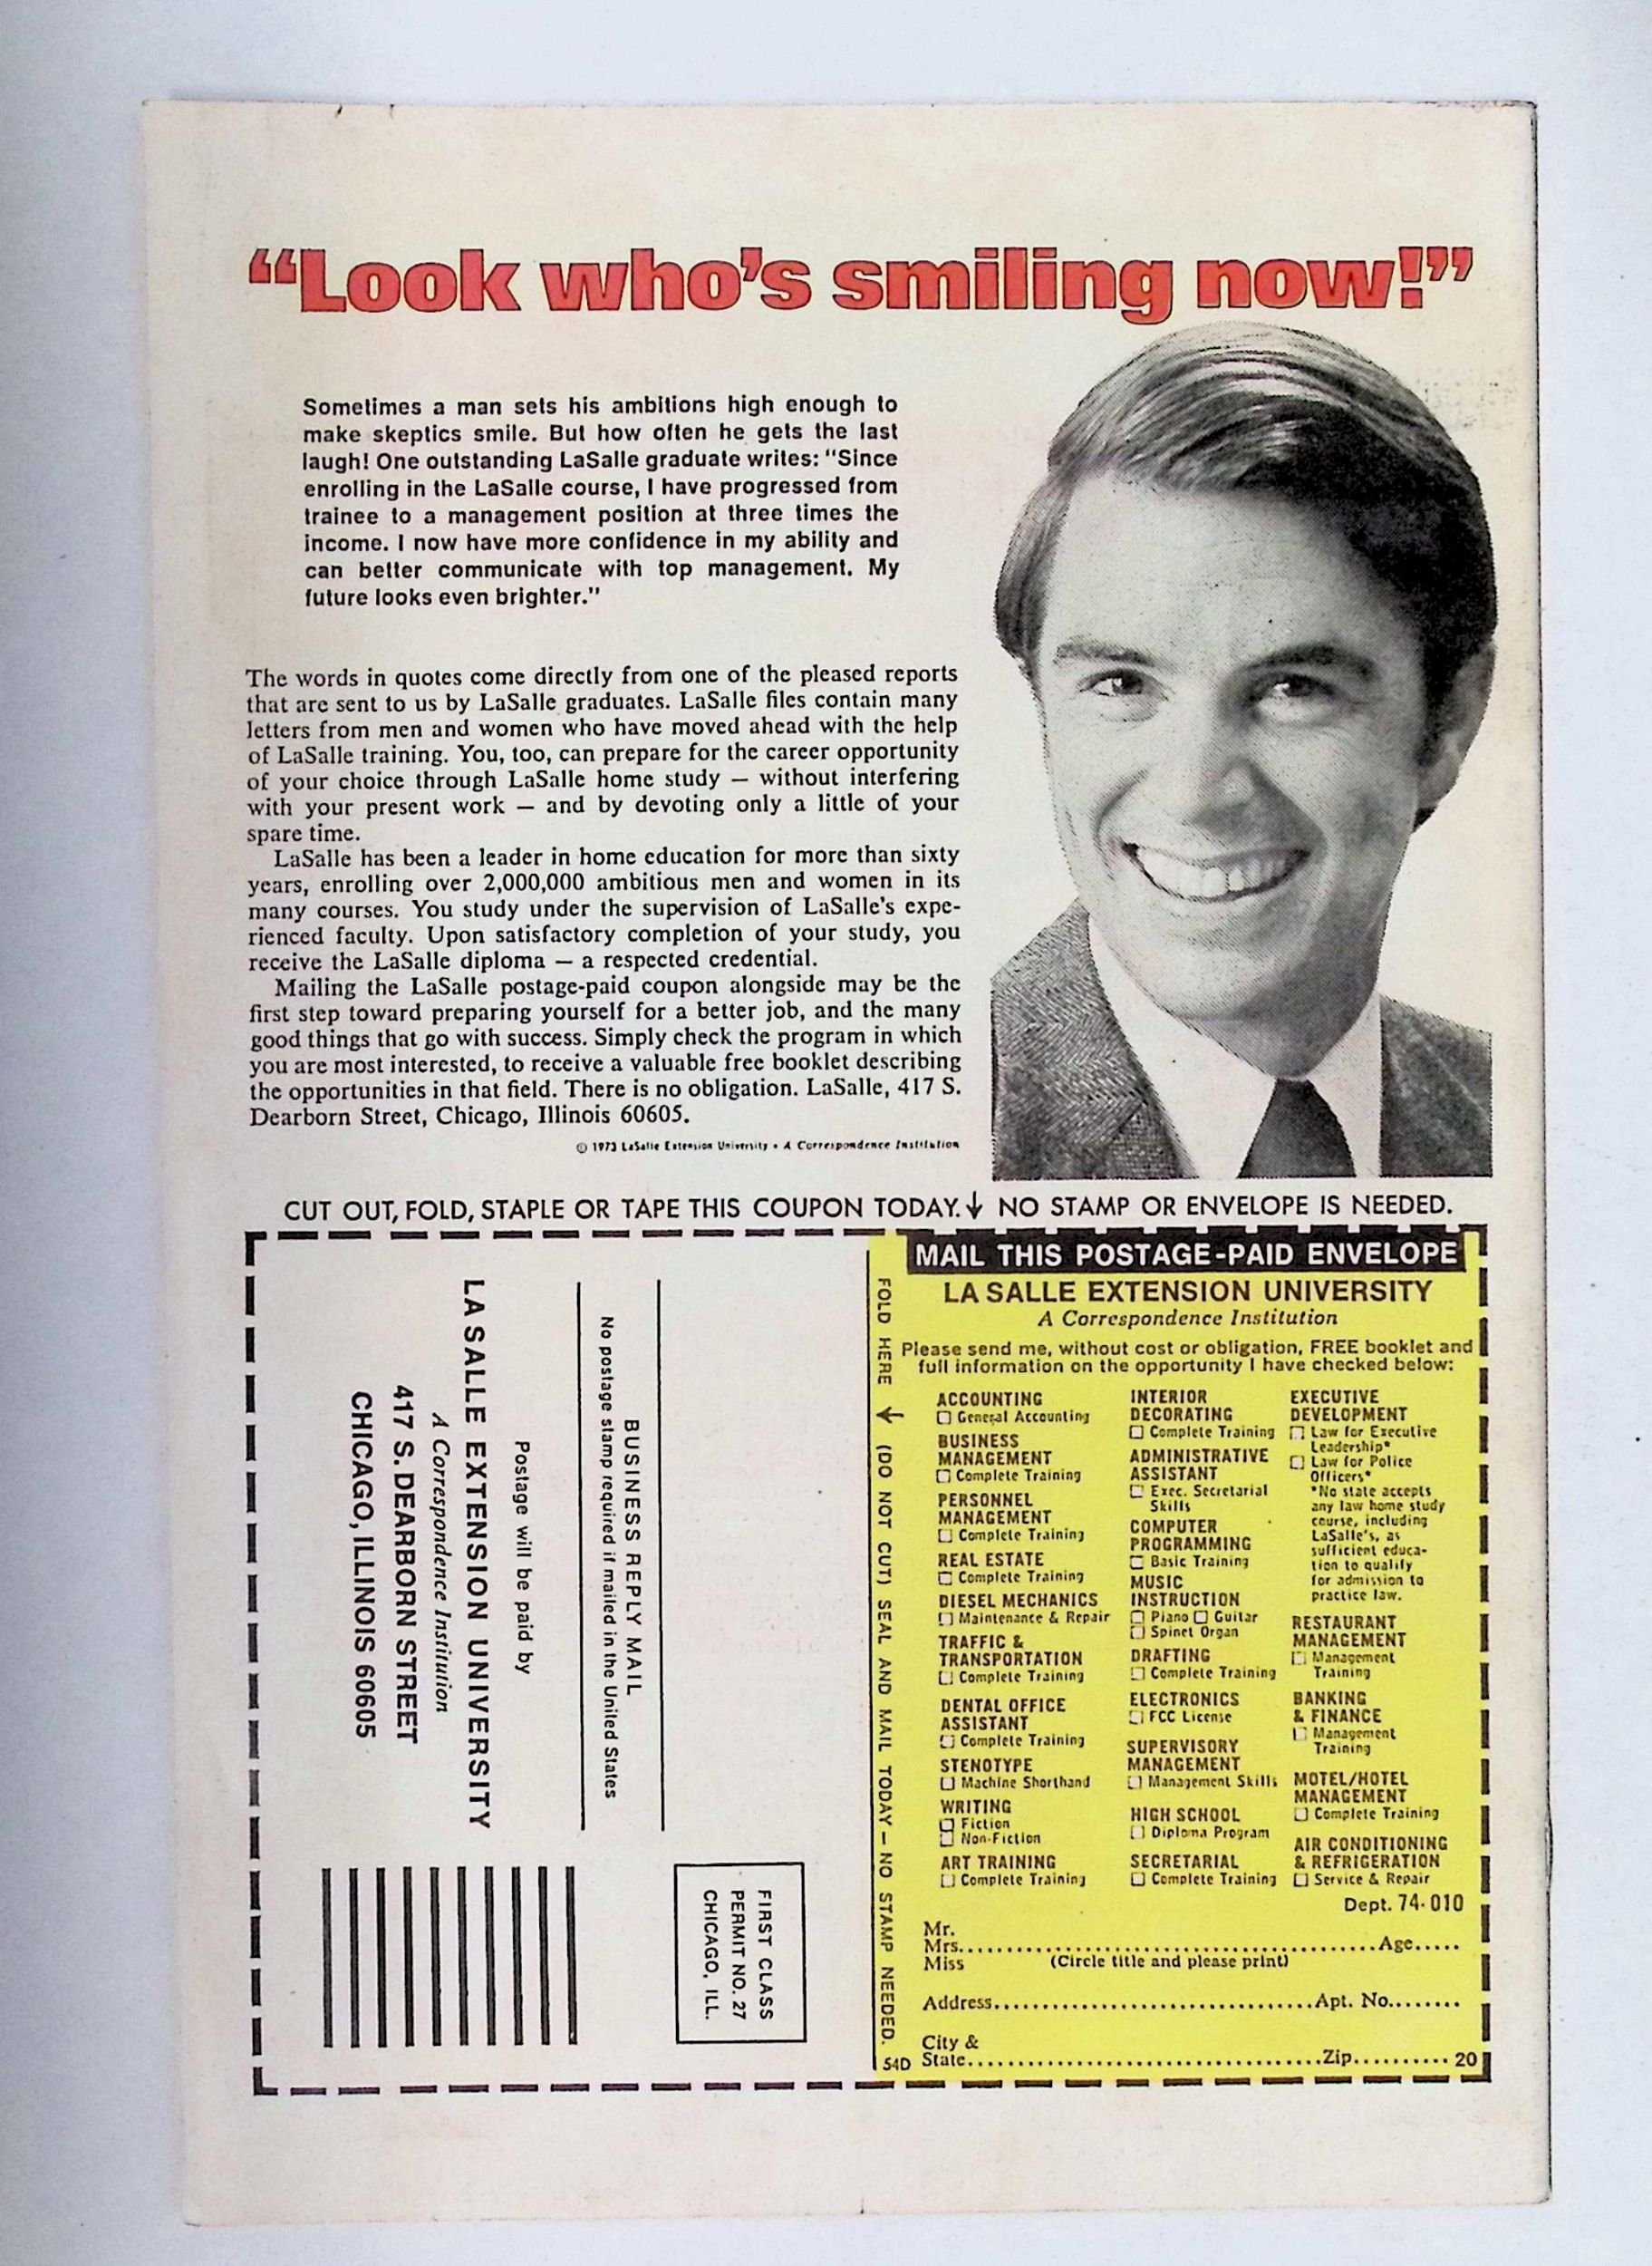 “Look who’s smiling now!”
Sometimes a man sets his ambitions high enough to
make skeptics smile. But how often he gets the last
laugh! One outstanding LaSalle graduate writes: “Since
enrolling in the LaSalle course, I have progressed from
trainee to a management position at three times the
income. I now have more confidence in my ability and
can better communicate with top management. My
future looks even brighter.”
The words in quotes come directly from one of the pleased reports
that are sent to us by LaSalle graduates. LaSalle files contain many
letters from men and women who have moved ahead with the help
of LaSalle training. You, too, can prepare for the career opportunity
of your choice through LaSalle home study — without interfering
with your present work — and by devoting only a little of your
spare time.
LaSalle has been a leader in home education for more than sixty
years, enrolling over 2,000,000 ambitious men and women in its
many courses. You study under the supervision of LaSalle’s expe-
rienced faculty. Upon satisfactory completion of your study, you
receive the LaSalle diploma — a respected credential.
Mailing the LaSalle postage-paid coupon alongside may be the
first step toward preparing yourself for a better job, and the many
good things that go with success. Simply check the program in which
you are most interested, to receive a valuable free booklet describing
the opportunities in that field. There is no obligation. LaSalle, 417 S.
Dearborn Street, Chicago, Illinois 60605.
© 1973 LaSalle Extension University • A Correspondence Institution
CUT OUT, FOLD, STAPLE OR TAPE THIS COUPON TODAY.↓ NO STAMP OR ENVELOPE IS NEEDED.
FIRST CLASS
PERMIT NO. 27
CHICAGO, ILL.
BUSINESS REPLY MAIL
No postage stamp required if mailed in the United States
Postage will be paid by
LA SALLE EXTENSION UNIVERSITY
A Correspondence Institution
417 S. DEARBORN STREET
CHICAGO, ILLINOIS 60605
FOLD HERE ↓ (DO NOT CUT) SEAL AND MAIL TODAY — NO STAMP NEEDED.
MAIL THIS POSTAGE-PAID ENVELOPE
LA SALLE EXTENSION UNIVERSITY
A Correspondence Institution
Please send me, without cost or obligation, FREE booklet and
full information on the opportunity I have checked below:
ACCOUNTING
☐ General Accounting
BUSINESS
MANAGEMENT
☐ Complete Training
PERSONNEL
MANAGEMENT
☐ Complete Training
REAL ESTATE
☐ Complete Training
DIESEL MECHANICS
☐ Maintenance & Repair
TRAFFIC &
TRANSPORTATION
☐ Complete Training
DENTAL OFFICE
ASSISTANT
☐ Complete Training
STENOTYPE
☐ Machine Shorthand
WRITING
☐ Fiction
☐ Non-Fiction
ART TRAINING
☐ Complete Training
INTERIOR
DECORATING
☐ Complete Training
ADMINISTRATIVE
ASSISTANT
☐ Exec. Secretarial
Skills
COMPUTER
PROGRAMMING
☐ Basic Training
MUSIC
INSTRUCTION
☐ Piano ☐ Guitar
☐ Spinet Organ
DRAFTING
☐ Complete Training
ELECTRONICS
☐ FCC License
SUPERVISORY
MANAGEMENT
☐ Management Skills
HIGH SCHOOL
☐ Diploma Program
SECRETARIAL
☐ Complete Training
EXECUTIVE
DEVELOPMENT
☐ Law for Executive
Leadership*
☐ Law for Police
Officers*
*No state accepts
any law home study
course, including
LaSalle’s, as
sufficient educa-
tion to qualify
for admission to
practice law.
RESTAURANT
MANAGEMENT
☐ Management
Training
BANKING
& FINANCE
☐ Management
Training
MOTEL/HOTEL
MANAGEMENT
☐ Complete Training
AIR CONDITIONING
& REFRIGERATION
☐ Service & Repair
Dept. 74-010
Mr.
Mrs. Age
Miss (Circle title and please print)
Address Apt. No.
City &
State Zip 20
54D